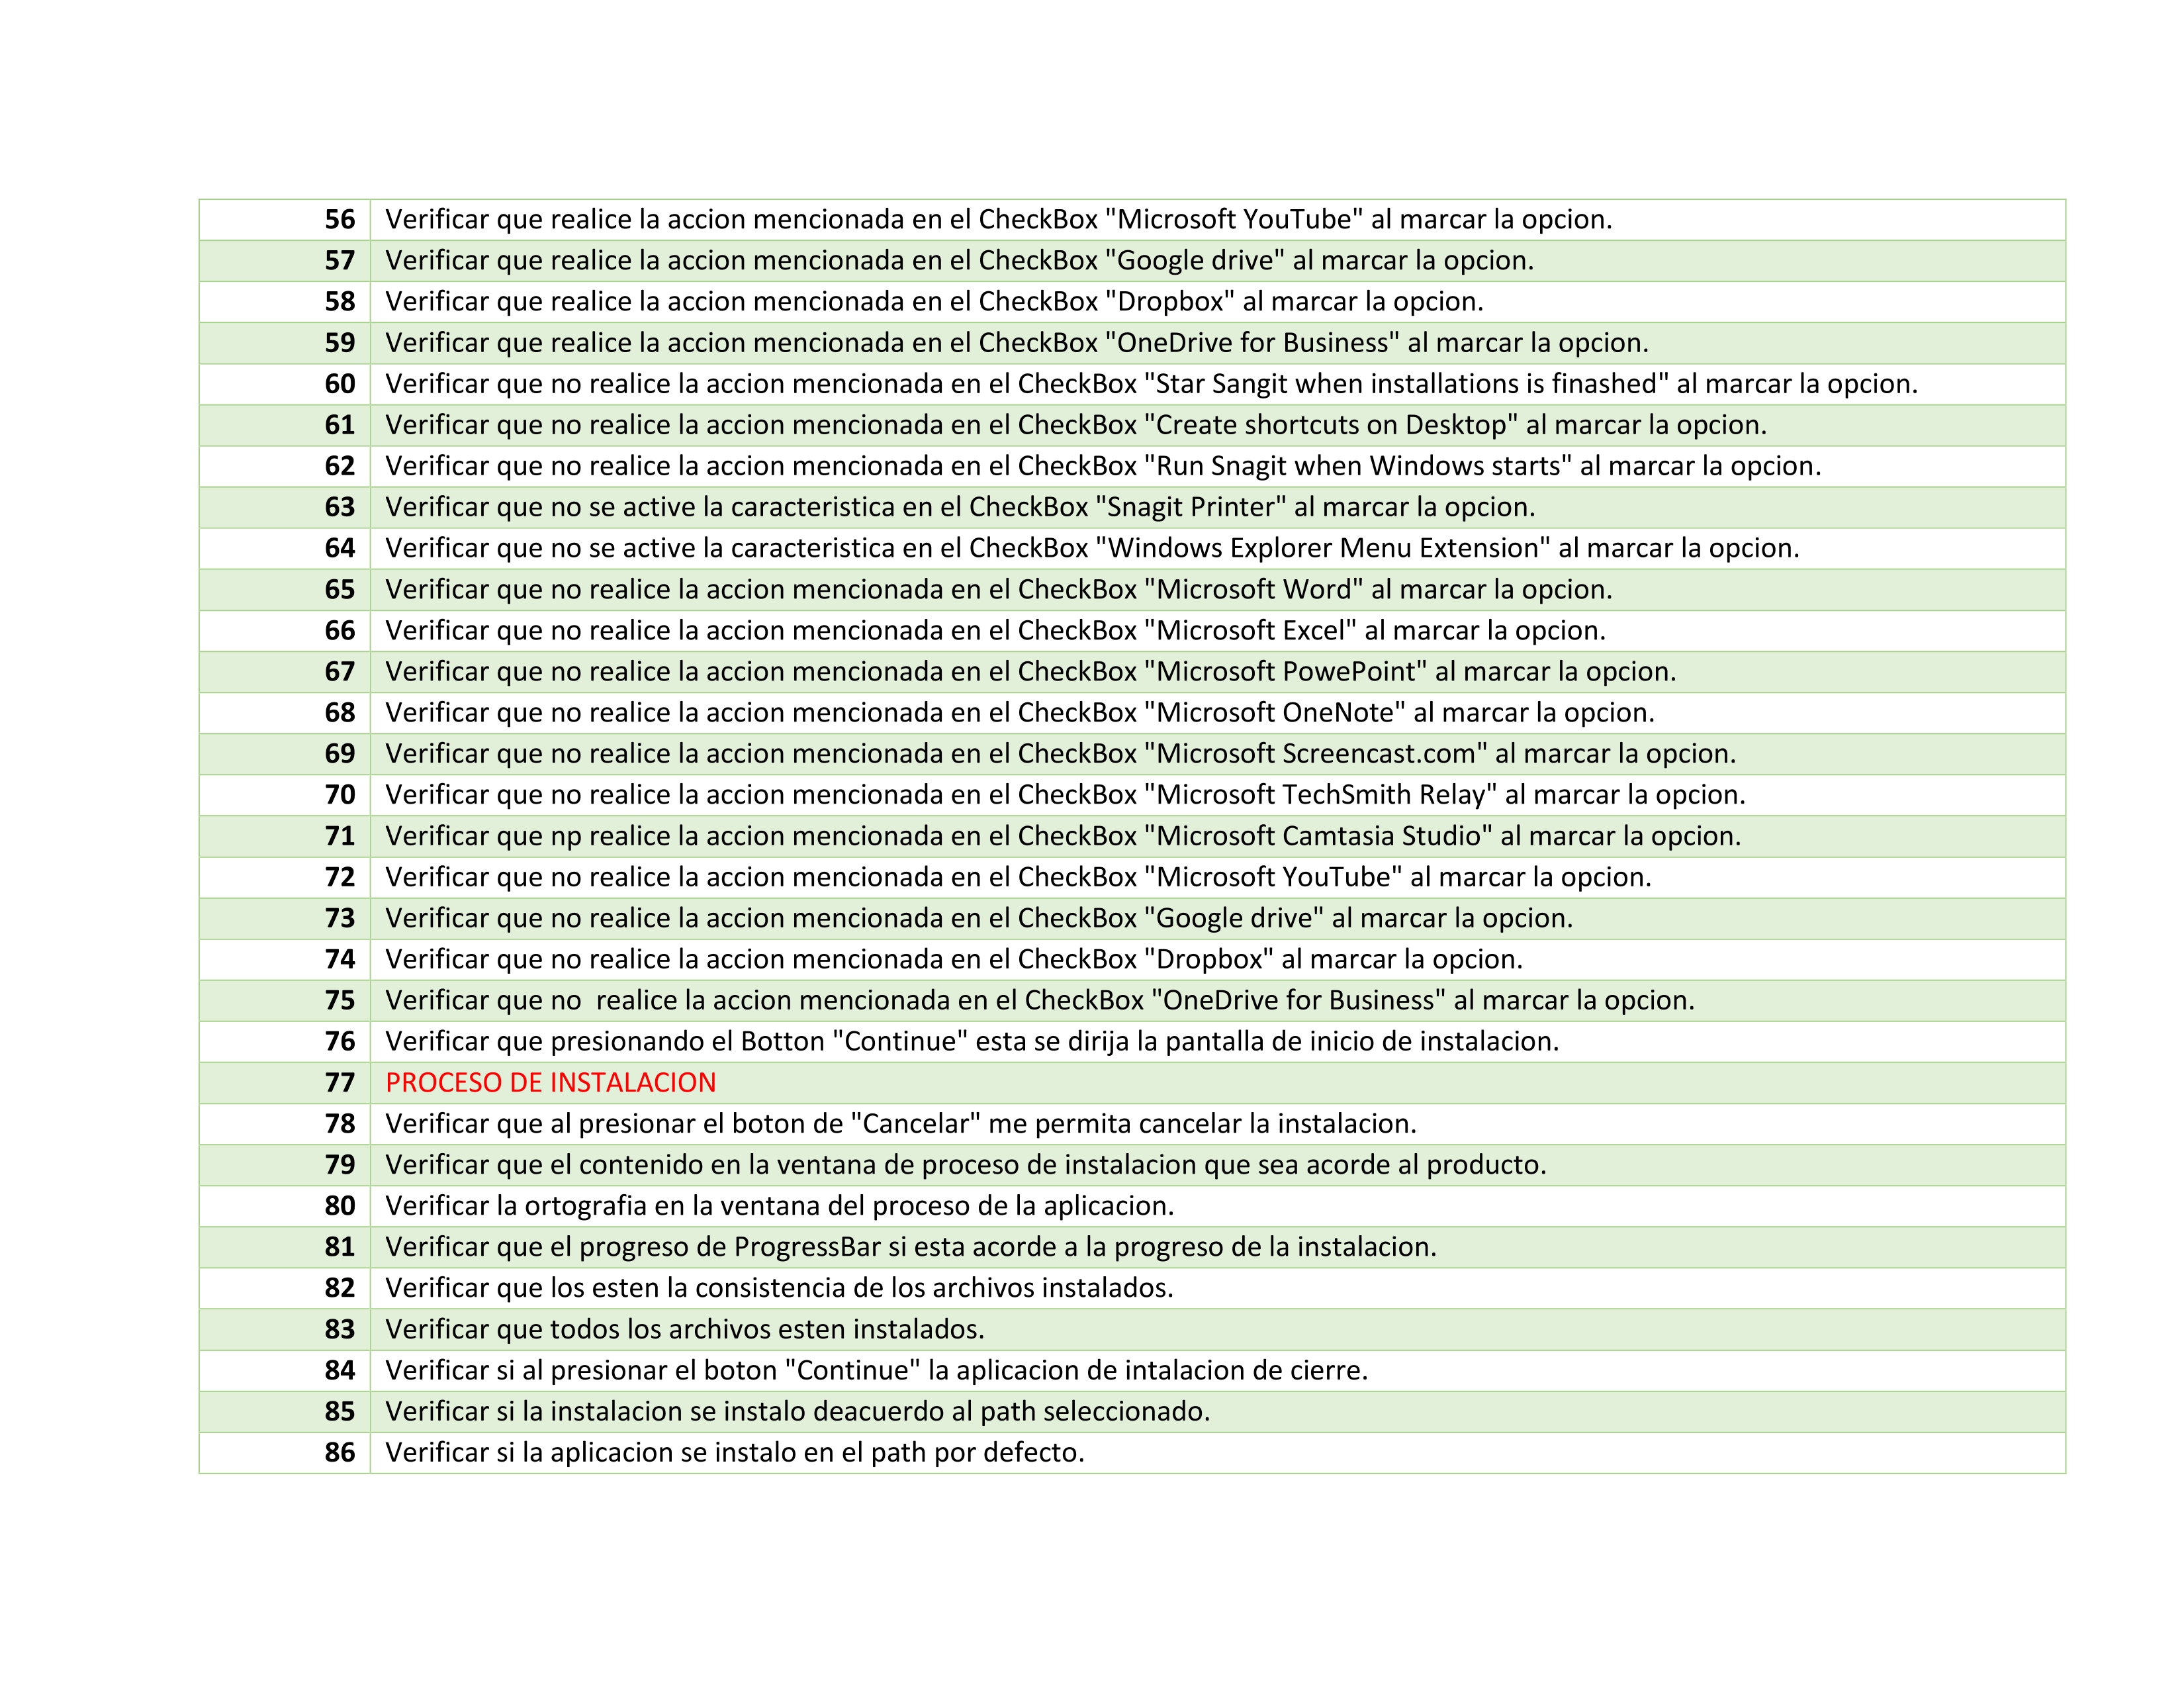 56 Verificar que realice la accion mencionada en el CheckBox "Microsoft YouTube" al marcar la opcion.
57 Verificar que realice la accion mencionada en el CheckBox "Google drive" al marcar la opcion.
58 Verificar que realice la accion mencionada en el CheckBox "Dropbox" al marcar la opcion.
59 Verificar que realice la accion mencionada en el CheckBox "OneDrive for Business" al marcar la opcion.
60 Verificar que no realice la accion mencionada en el CheckBox "Star Sangit when installations is finashed" al marcar la opcion.
61 Verificar que no realice la accion mencionada en el CheckBox "Create shortcuts on Desktop" al marcar la opcion.
62 Verificar que no realice la accion mencionada en el CheckBox "Run Snagit when Windows starts" al marcar la opcion.
63 Verificar que no se active la caracteristica en el CheckBox "Snagit Printer" al marcar la opcion.
64 Verificar que no se active la caracteristica en el CheckBox "Windows Explorer Menu Extension" al marcar la opcion.
65 Verificar que no realice la accion mencionada en el CheckBox "Microsoft Word" al marcar la opcion.
66 Verificar que no realice la accion mencionada en el CheckBox "Microsoft Excel" al marcar la opcion.
67 Verificar que no realice la accion mencionada en el CheckBox "Microsoft PowePoint" al marcar la opcion.
68 Verificar que no realice la accion mencionada en el CheckBox "Microsoft OneNote" al marcar la opcion.
69 Verificar que no realice la accion mencionada en el CheckBox "Microsoft Screencast.com" al marcar la opcion.
70 Verificar que no realice la accion mencionada en el CheckBox "Microsoft TechSmith Relay" al marcar la opcion.
71 Verificar que np realice la accion mencionada en el CheckBox "Microsoft Camtasia Studio" al marcar la opcion.
72 Verificar que no realice la accion mencionada en el CheckBox "Microsoft YouTube" al marcar la opcion.
73 Verificar que no realice la accion mencionada en el CheckBox "Google drive" al marcar la opcion.
74 Verificar que no realice la accion mencionada en el CheckBox "Dropbox" al marcar la opcion.
75 Verificar que no  realice la accion mencionada en el CheckBox "OneDrive for Business" al marcar la opcion.
76 Verificar que presionando el Botton "Continue" esta se dirija la pantalla de inicio de instalacion.
77 PROCESO DE INSTALACION
78 Verificar que al presionar el boton de "Cancelar" me permita cancelar la instalacion.
79 Verificar que el contenido en la ventana de proceso de instalacion que sea acorde al producto.
80 Verificar la ortografia en la ventana del proceso de la aplicacion.
81 Verificar que el progreso de ProgressBar si esta acorde a la progreso de la instalacion.
82 Verificar que los esten la consistencia de los archivos instalados.
83 Verificar que todos los archivos esten instalados.
84 Verificar si al presionar el boton "Continue" la aplicacion de intalacion de cierre.
85 Verificar si la instalacion se instalo deacuerdo al path seleccionado.
86 Verificar si la aplicacion se instalo en el path por defecto.